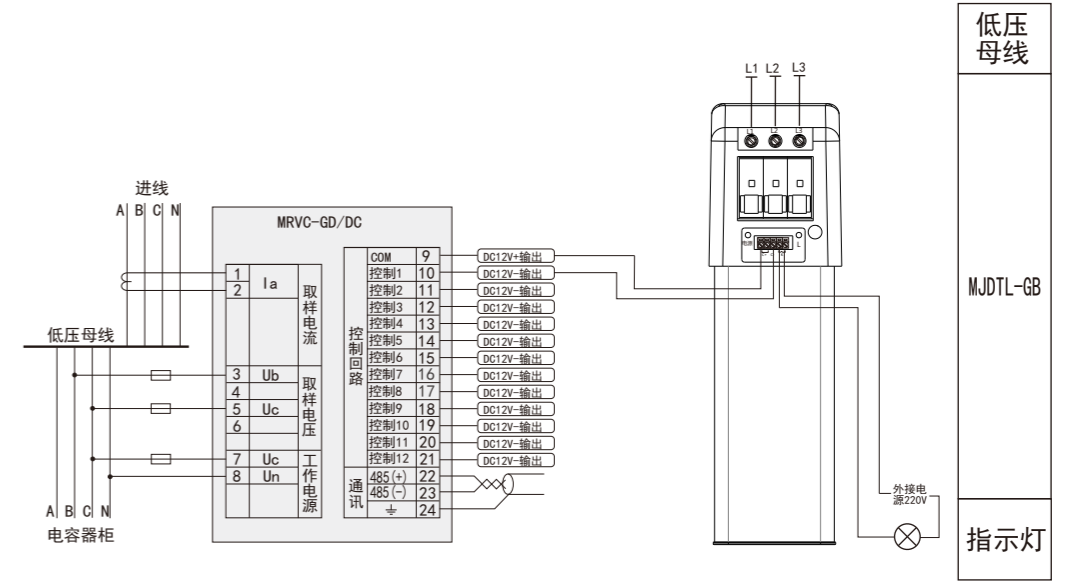 低压
母线
L1 L2 L3
L1 L2 L3
进线
A B C N
MRVC-GD/DC
COM 9 DC12V+输出
控制1 10 DC12V-输出
控制2 11 DC12V-输出
控制3 12 DC12V-输出
控制4 13 DC12V-输出
控制5 14 DC12V-输出
控制6 15 DC12V-输出
控制7 16 DC12V-输出
控制8 17 DC12V-输出
控制9 18 DC12V-输出
控制10 19 DC12V-输出
控制11 20 DC12V-输出
控制12 21 DC12V-输出
485(+) 22
485(-) 23
24
控制回路
通讯
1 Ia
2
取样电流
低压母线
3 Ub
4
5 Uc
6
取样电压
7 Uc
8 Un
工作电源
A B C N
电容器柜
电源
L
MJDTL-GB
外接电
源220V
指示灯